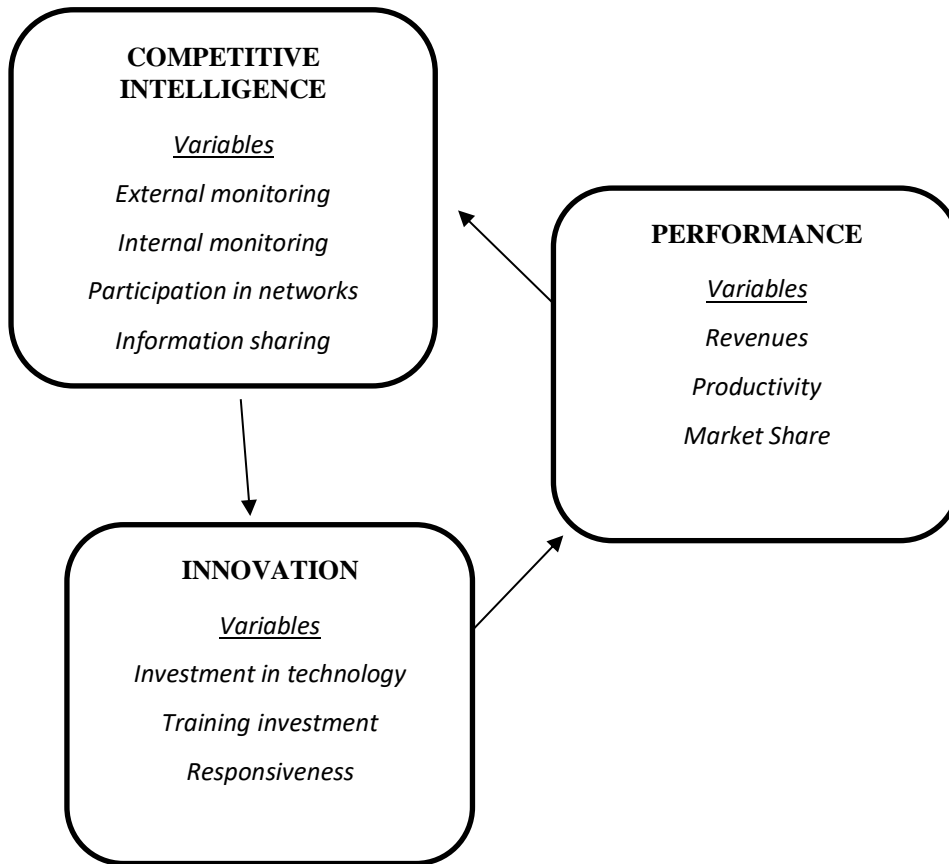 COMPETITIVE
INTELLIGENCE
Variables
External monitoring
Internal monitoring
Participation in networks
Information sharing
PERFORMANCE
Variables
Revenues
Productivity
Market Share
INNOVATION
Variables
Investment in technology
Training investment
Responsiveness